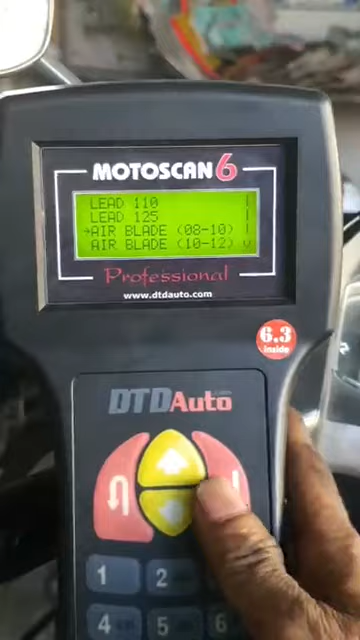 MOTOSCAN 6
LEAD 110
LEAD 125
→AIR BLADE (08-10)
AIR BLADE (10-12)
Professional
www.dtdauto.com
6.3
inside
DTDAuto
1 2
4 5 6